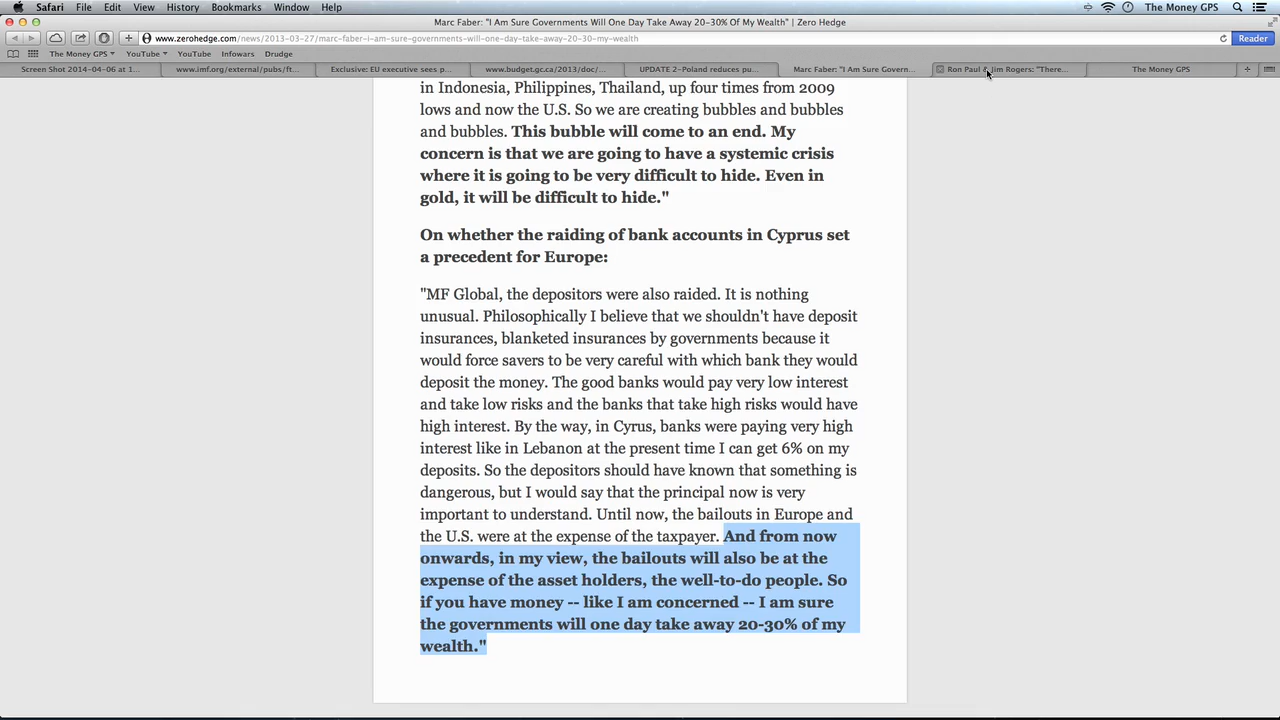 Safari File Edit View History Bookmarks Window Help The Money GPS
Marc Faber: "I Am Sure Governments Will One Day Take Away 20–30% Of My Wealth" | Zero Hedge
www.zerohedge.com/news/2013-03-27/marc-faber-i-am-sure-governments-will-one-day-take-away-20-30-my-wealth Reader
The Money GPS YouTube YouTube Infowars Drudge
Screen Shot 2014-04-06 at 1... www.imf.org/external/pubs/ft... Exclusive: EU executive sees p... www.budget.gc.ca/2013/doc/... UPDATE 2–Poland reduces pu... Marc Faber: "I Am Sure Govern... Ron Paul & Jim Rogers: "There... The Money GPS
in Indonesia, Philippines, Thailand, up four times from 2009
lows and now the U.S. So we are creating bubbles and bubbles
and bubbles. This bubble will come to an end. My
concern is that we are going to have a systemic crisis
where it is going to be very difficult to hide. Even in
gold, it will be difficult to hide."
On whether the raiding of bank accounts in Cyprus set
a precedent for Europe:
"MF Global, the depositors were also raided. It is nothing
unusual. Philosophically I believe that we shouldn't have deposit
insurances, blanketed insurances by governments because it
would force savers to be very careful with which bank they would
deposit the money. The good banks would pay very low interest
and take low risks and the banks that take high risks would have
high interest. By the way, in Cyrus, banks were paying very high
interest like in Lebanon at the present time I can get 6% on my
deposits. So the depositors should have known that something is
dangerous, but I would say that the principal now is very
important to understand. Until now, the bailouts in Europe and
the U.S. were at the expense of the taxpayer. And from now
onwards, in my view, the bailouts will also be at the
expense of the asset holders, the well-to-do people. So
if you have money -- like I am concerned -- I am sure
the governments will one day take away 20-30% of my
wealth."